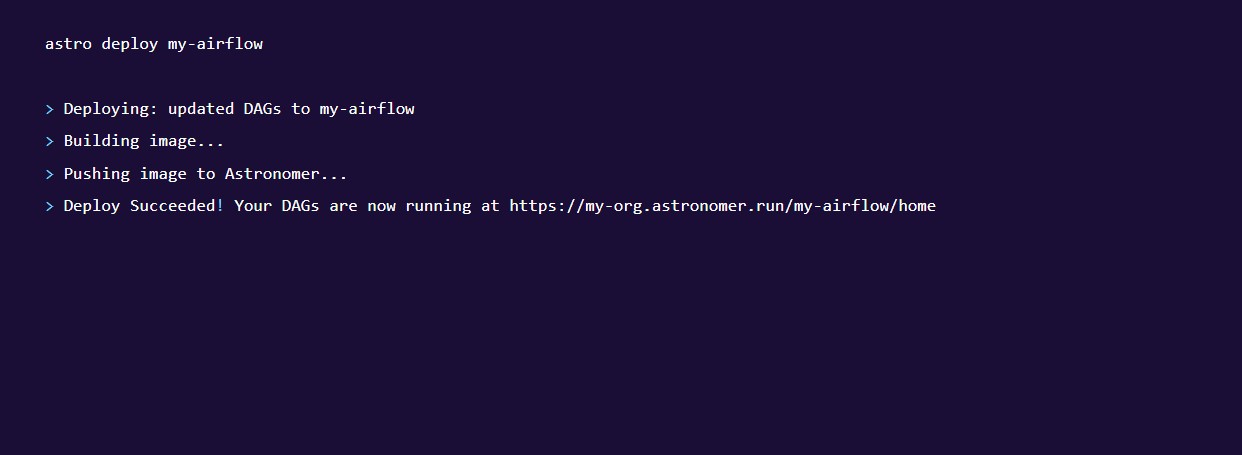 astro deploy my-airflow
> Deploying: updated DAGs to my-airflow
> Building image...
> Pushing image to Astronomer...
> Deploy Succeeded! Your DAGs are now running at https://my-org.astronomer.run/my-airflow/home